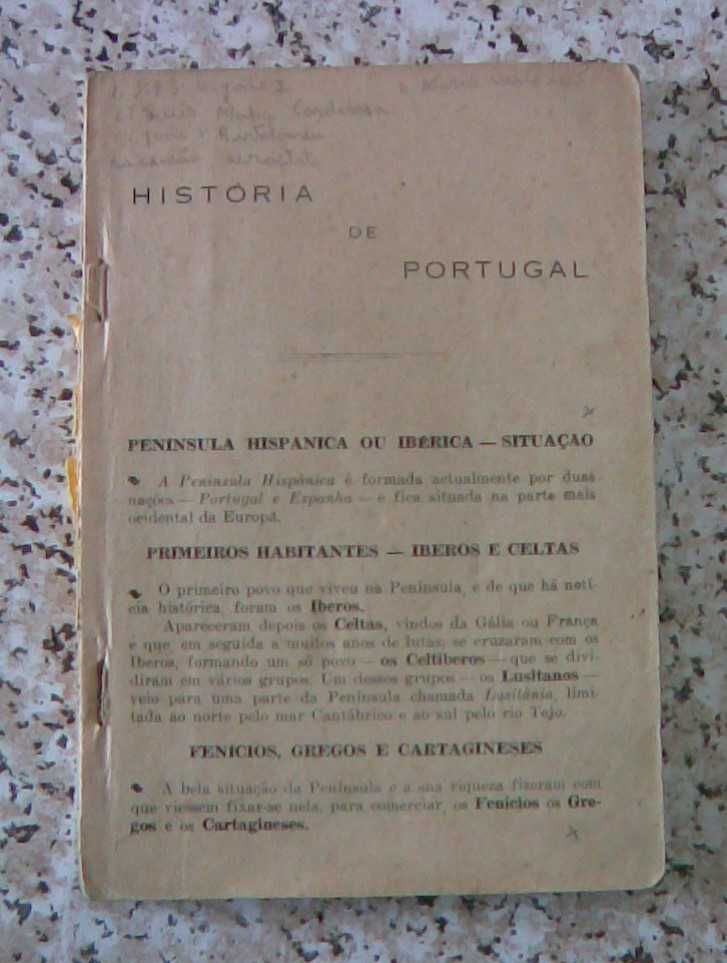 HISTÓRIA
DE
PORTUGAL
PENINSULA HISPANICA OU IBÉRICA — SITUAÇÃO
A Peninsula Hispânica é formada actualmente por duas
nações — Portugal e Espanha — e fica situada na parte mais
ocidental da Europa.
PRIMEIROS HABITANTES — IBEROS E CELTAS
O primeiro povo que viveu na Península, e de que há notí-
cia histórica, foram os Iberos.
Apareceram depois os Celtas, vindos da Gália ou França
e que em seguida a muitos anos de lutas, se cruzaram com os
Iberos, formando um só povo — os Celtiberos — que se divi-
diram em vários grupos. Um desses grupos — os Lusitanos —
veio para uma parte da Península chamada Lusitânia, limi-
tada ao norte pelo mar Cantábrico e ao sul pelo rio Tejo.
FENÍCIOS, GREGOS E CARTAGINESES
A bela situação da Península e a sua riqueza fizeram com
que viessem fixar-se nela, para comerciar, os Fenícios os Gre-
gos e os Cartagineses.